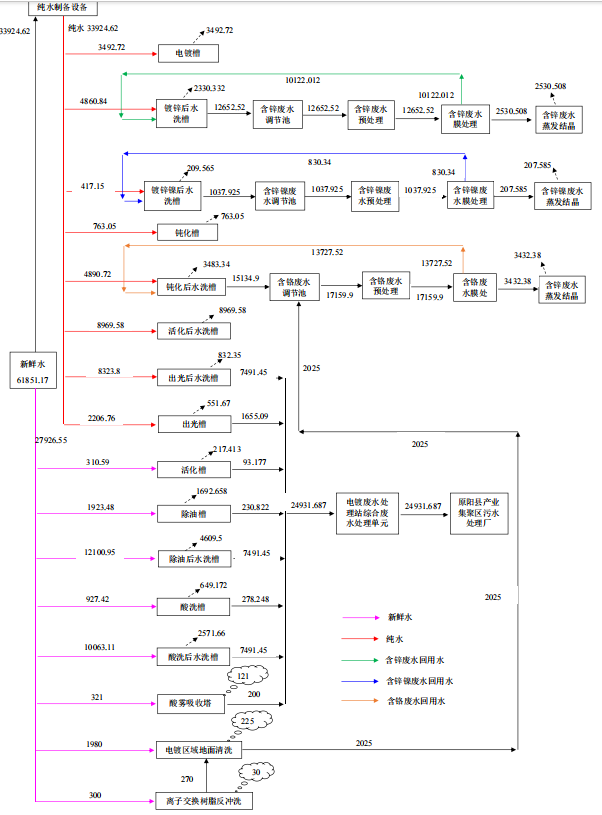 纯水制备设备
33924.62
纯水 33924.62
3492.72
3492.72
电镀槽
10122.012
2330.332
10122.012
2530.508
4860.84
镀锌后水
洗槽
12652.52
含锌废水
调节池
12652.52
含锌废水
预处理
12652.52
含锌废水
膜处理
2530.508
含锌废水
蒸发结晶
830.34
209.565
830.34
207.585
417.15
镀锌镍后水
洗槽
1037.925
含锌镍废
水调节池
1037.925
含锌镍废
水预处理
1037.925
含锌镍废
水膜处理
207.585
含锌镍废水
蒸发结晶
763.05
763.05
钝化槽
13727.52
3483.34
13727.52
3432.38
4890.72
钝化后水洗槽
15134.9
含铬废水
调节池
17159.9
含铬废水
预处理
17159.9
含铬废
水膜处
3432.38
含锌废水
蒸发结晶
8969.58
8969.58
活化后水洗槽
新鲜水
61851.17
832.35
8323.8
出光后水洗槽
7491.45
2025
551.67
2206.76
出光槽
1655.09
27926.55
2025
217.413
310.59
活化槽
93.177
1692.658
1923.48
除油槽
230.822
24931.687
电镀废水处
理站综合废
水处理单元
24931.687
原阳县产业
集聚区污水
处理厂
4609.5
12100.95
除油后水洗槽
7491.45
649.172
927.42
酸洗槽
278.248
2025
新鲜水
2571.66
纯水
10063.11
酸洗后水洗槽
7491.45
含锌废水回用水
121
含锌镍废水回用水
321
酸雾吸收塔
200
含铬废水回用水
225
1980
电镀区域地面清洗
2025
270
30
300
离子交换树脂反冲洗